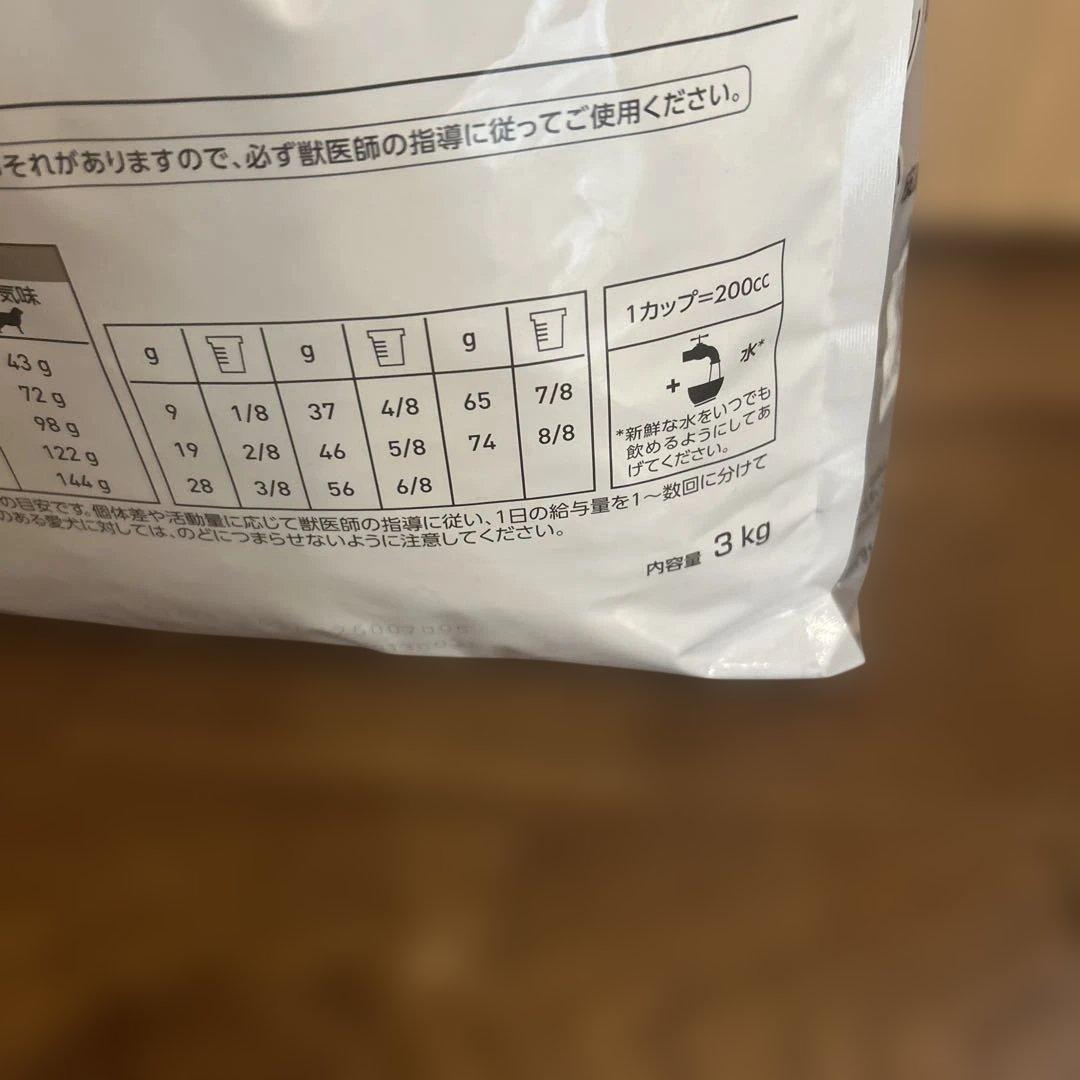 それがありますので、必ず獣医師の指導に従ってご使用ください。
気味
43 g
72 g
98 g
122 g
144 g
g g g
9 1/8 37 4/8 65 7/8
19 2/8 46 5/8 74 8/8
28 3/8 56 6/8
1カップ=200cc
+ 水*
*新鮮な水をいつでも
飲めるようにしてあ
げてください。
の目安です。個体差や活動量に応じて獣医師の指導に従い、1日の給与量を1〜数回に分けて
のある愛犬に対しては、のどにつまらせないように注意してください。
内容量 3 kg